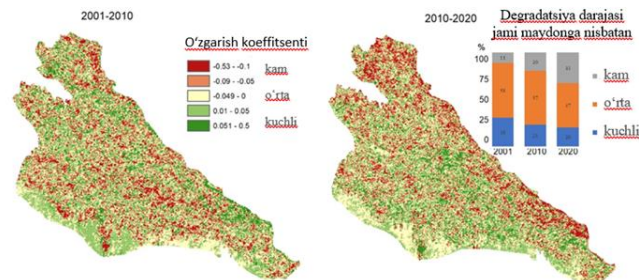 2001-2010
O‘zgarish koeffitsenti
-0.53 - -0.1
kam
-0.09 - -0.05
-0.049 - 0
o‘rta
0.01 - 0.05
0.051 - 0.5
kuchli
2010-2020
Degradatsiya darajasi
jami maydonga nisbatan
%
100
75
50
25
0
2001 2010 2020
kam
o‘rta
kuchli